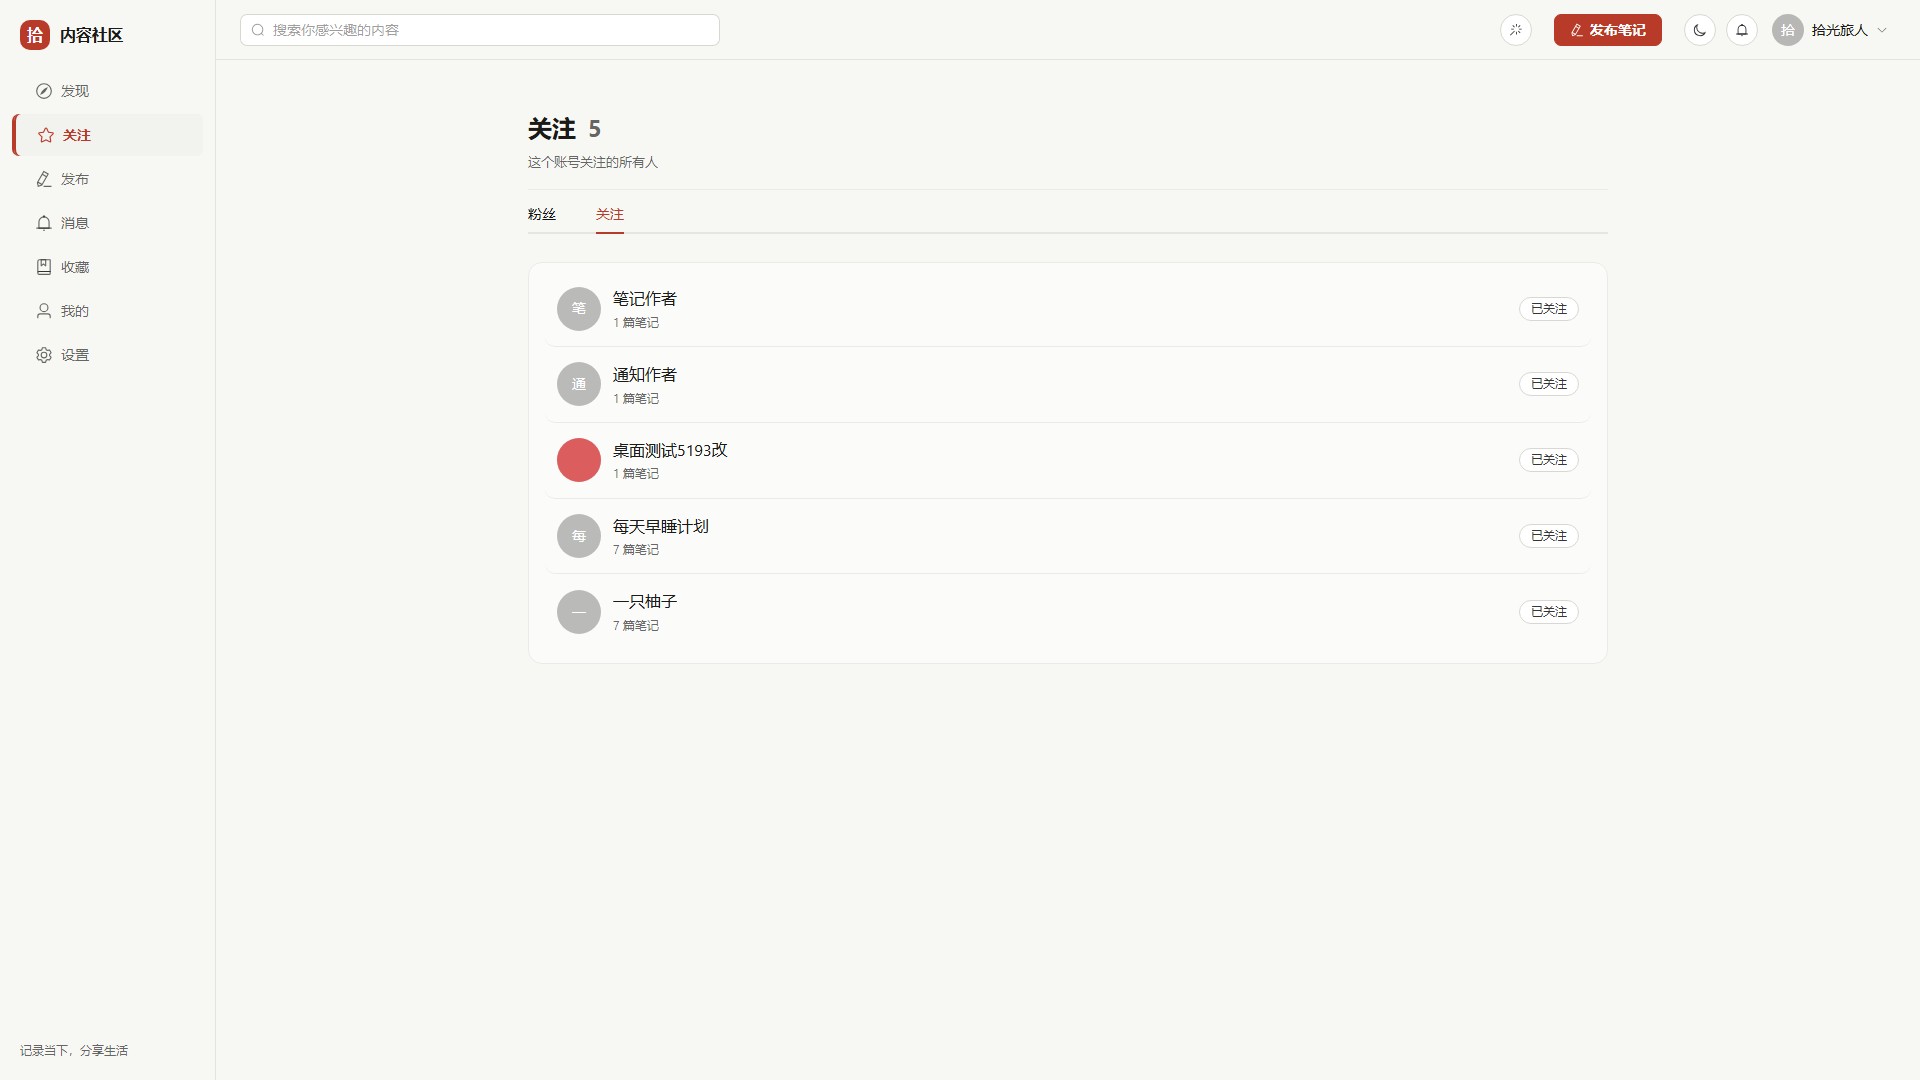 拾 内容社区
搜索你感兴趣的内容
发布笔记
拾 拾光旅人
发现
关注
发布
消息
收藏
我的
设置
记录当下，分享生活
关注 5
这个账号关注的所有人
粉丝 关注
笔 笔记作者
1 篇笔记
已关注
通 通知作者
1 篇笔记
已关注
桌面测试5193改
1 篇笔记
已关注
每 每天早睡计划
7 篇笔记
已关注
一 一只柚子
7 篇笔记
已关注